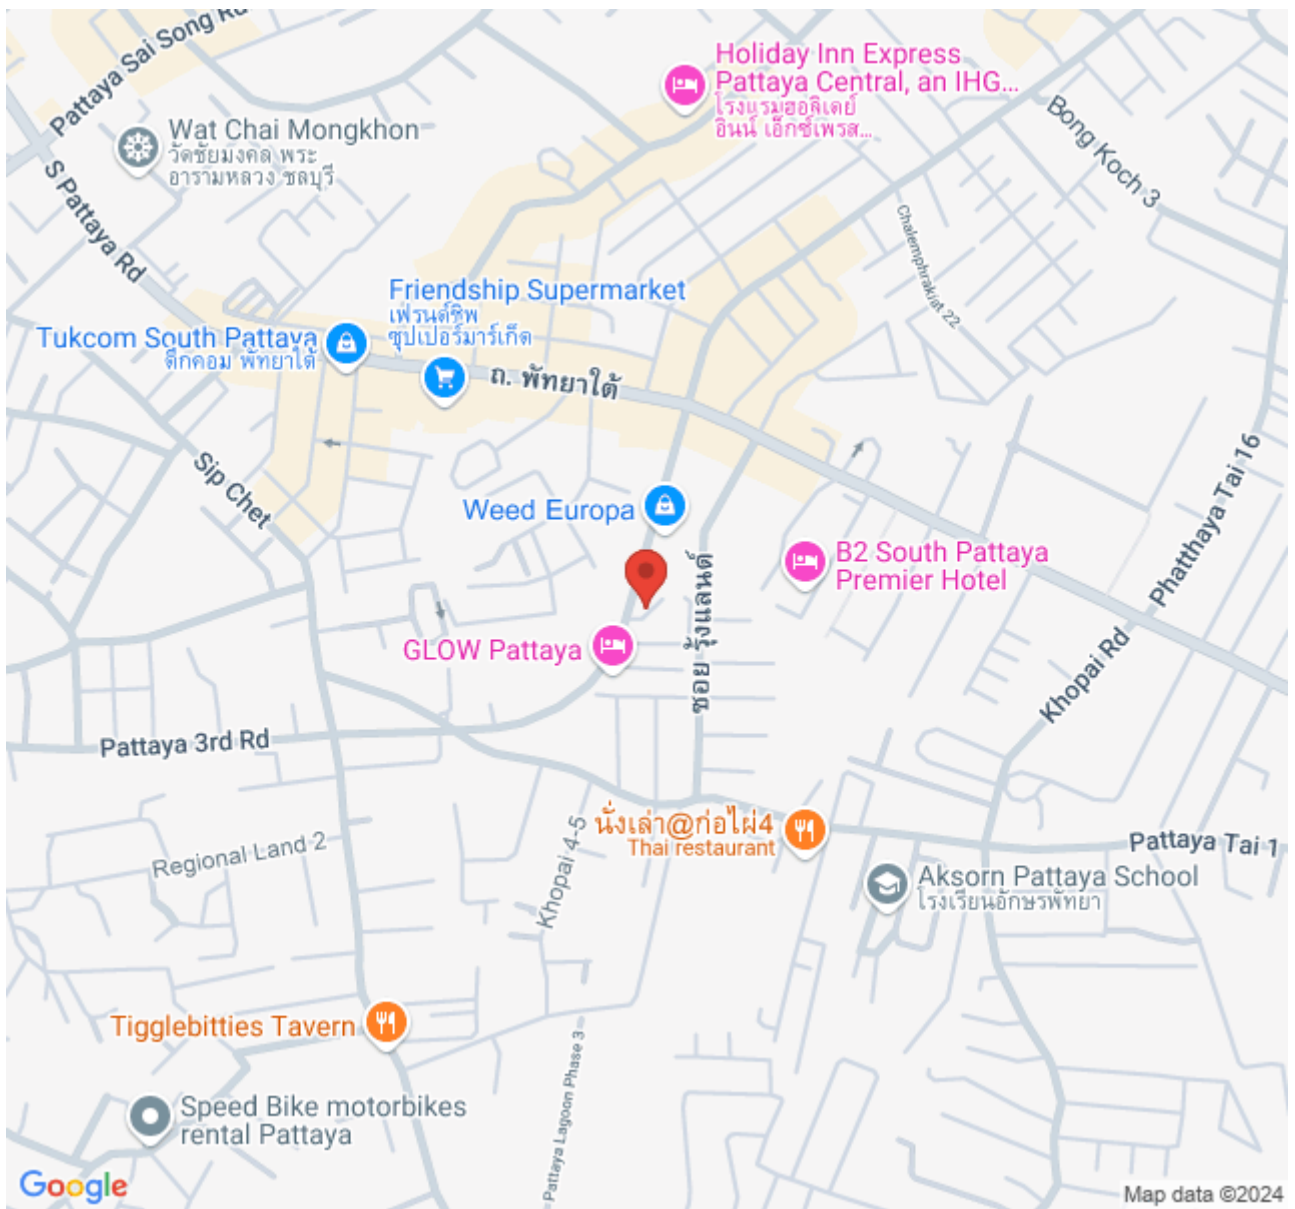 Pattaya Sai Song Rd
Holiday Inn Express
Pattaya Central, an IHG...
โรงแรมฮอลิเดย์
อินน์ เอ็กซ์เพรส...
Wat Chai Mongkhon
วัดชัยมงคล พระ
อารามหลวง ชลบุรี
Bong Koch 3
S Pattaya Rd
Chalermphrakiat 22
Friendship Supermarket
เฟรนด์ชิพ
ซุปเปอร์มาร์เก็ต
Tukcom South Pattaya
ตึกคอม พัทยาใต้
ถ. พัทยาใต้
Sip Chet
Phatthaya Tai 16
Weed Europa
B2 South Pattaya
Premier Hotel
ซอย รุ้งแลนด์
GLOW Pattaya
Khopai Rd
Pattaya 3rd Rd
นั่งเล่า@ก่อไผ่4
Thai restaurant
Pattaya Tai 1
Regional Land 2
Khopai 4-5
Aksorn Pattaya School
โรงเรียนอักษรพัทยา
Tigglebitties Tavern
Pattaya Lagoon Phase 3
Speed Bike motorbikes
rental Pattaya
Google
Map data ©2024